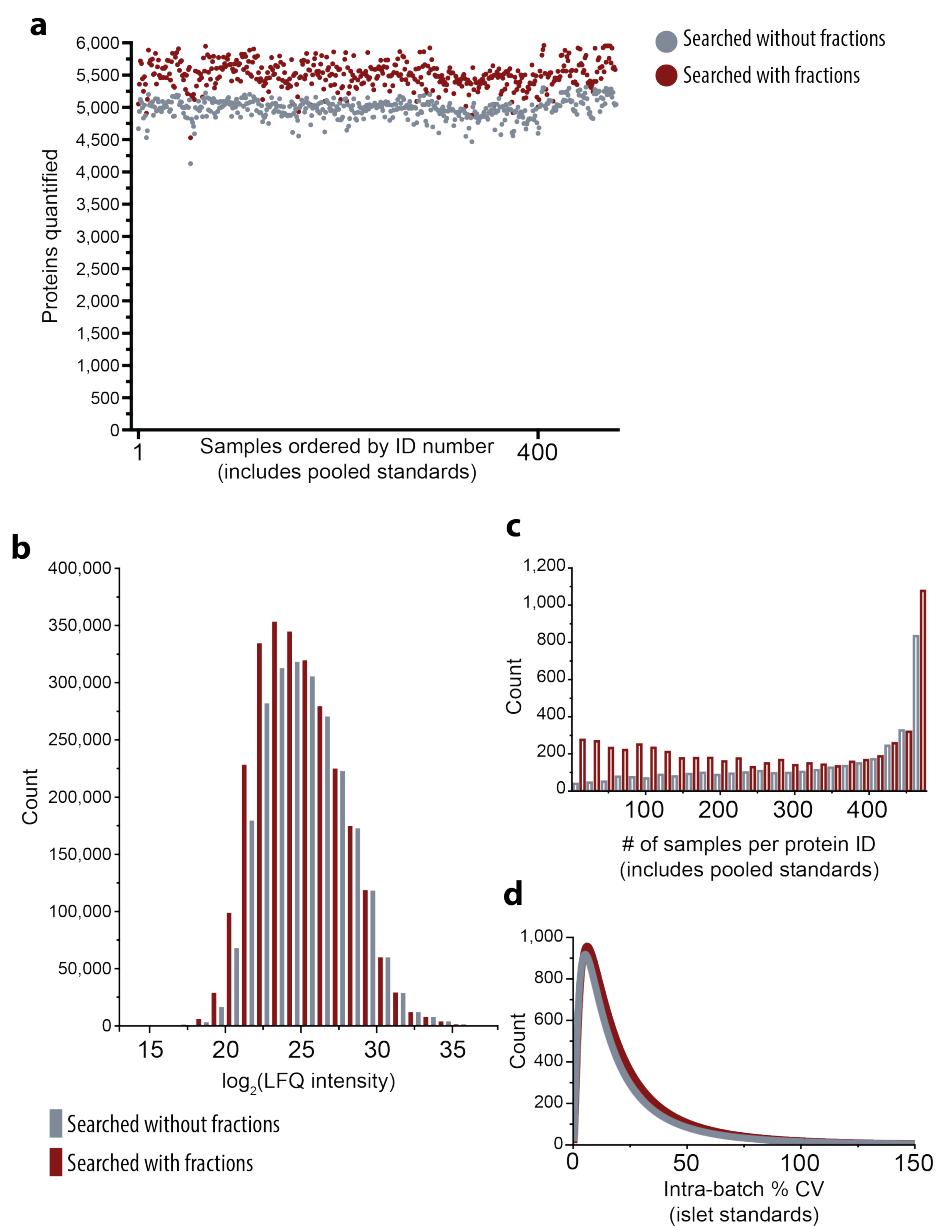 a
Searched without fractions
Searched with fractions
6,000
5,500
5,000
4,500
4,000
3,500
3,000
2,500
2,000
1,500
1,000
500
0
Proteins quantified
1
400
Samples ordered by ID number
(includes pooled standards)
b
400,000
350,000
300,000
250,000
200,000
150,000
100,000
50,000
0
Count
15 20 25 30 35
log2(LFQ intensity)
Searched without fractions
Searched with fractions
c
1,200
1,000
800
600
400
200
0
Count
100 200 300 400
# of samples per protein ID
(includes pooled standards)
d
1,000
800
600
400
200
0
Count
0 50 100 150
Intra-batch % CV
(islet standards)